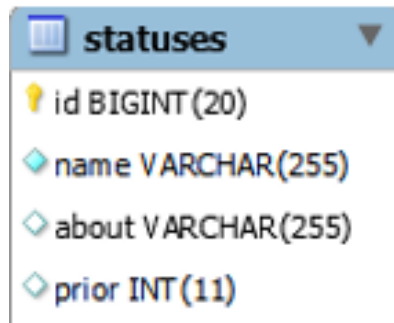 statuses
id BIGINT(20)
name VARCHAR(255)
about VARCHAR(255)
prior INT(11)